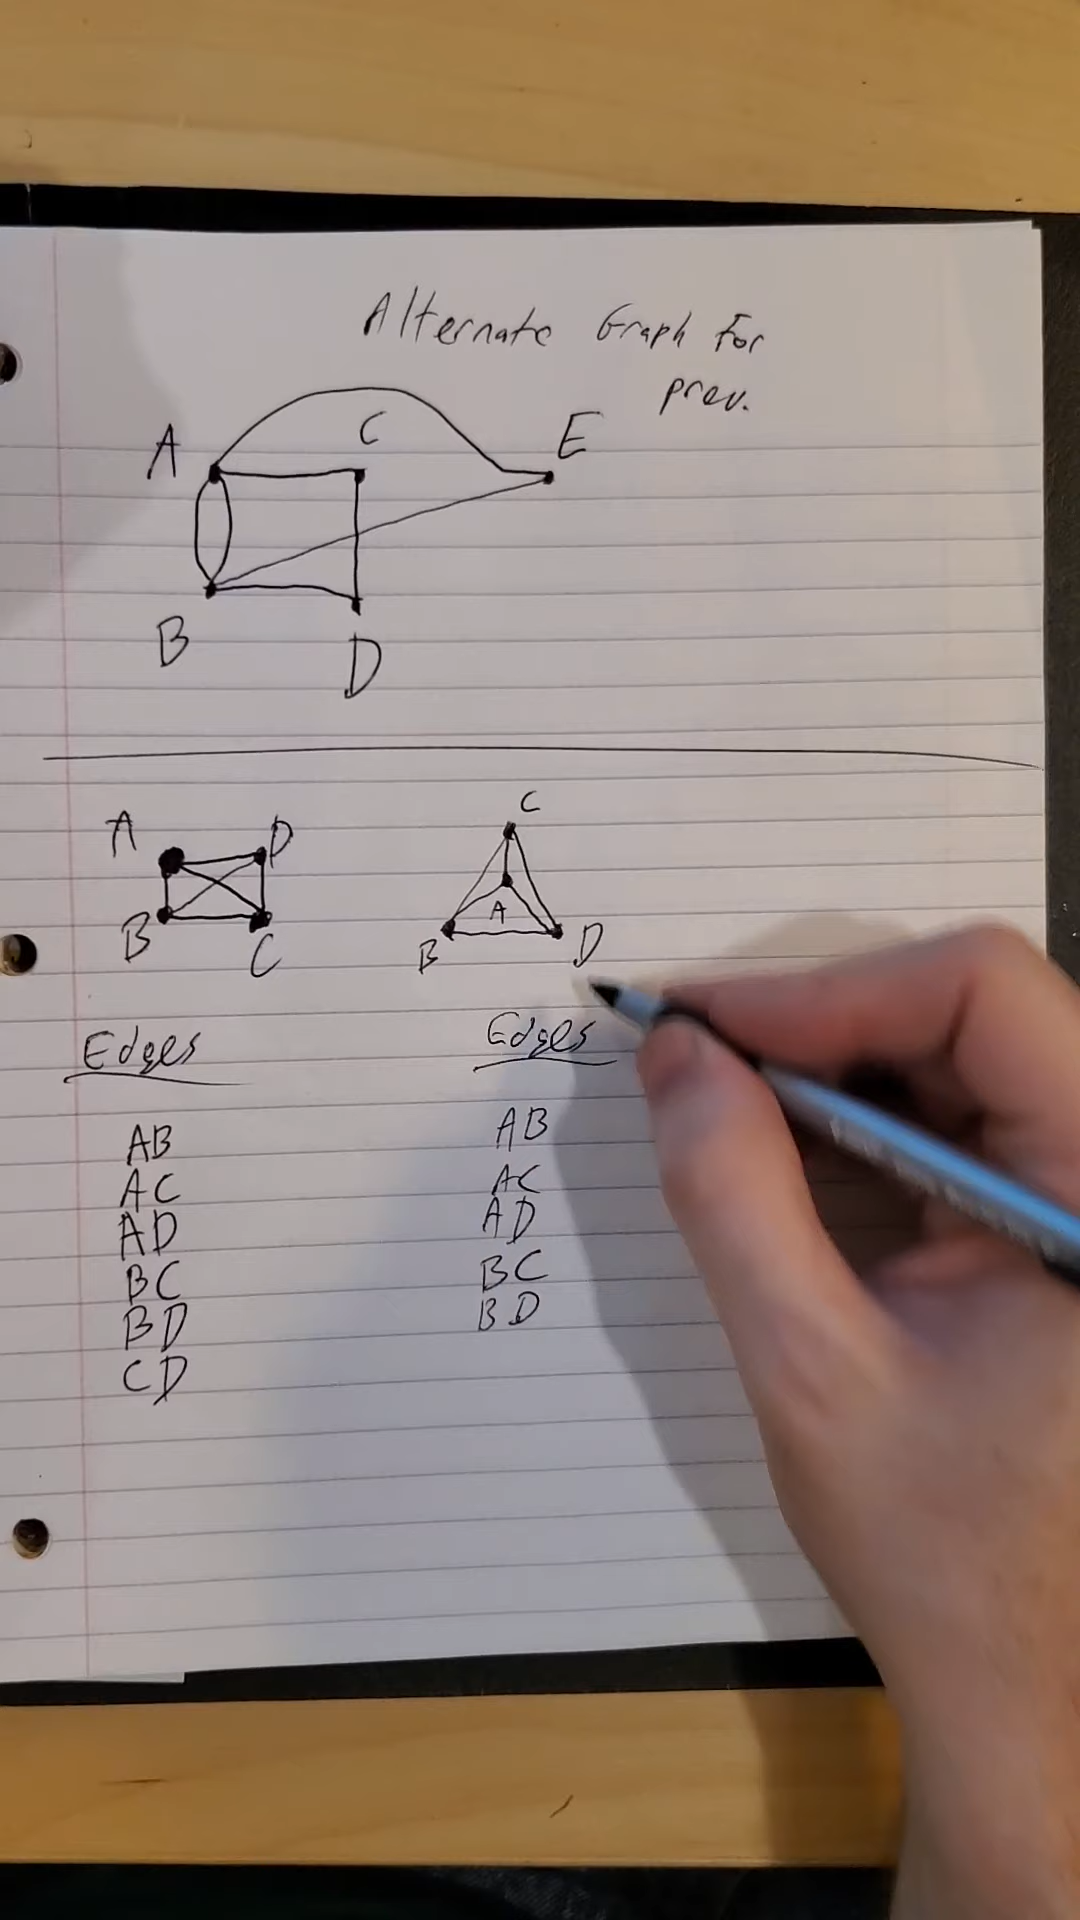 Alternate Graph For
prev.
A C E
B D
A D
B C
C
A
B D
Edges
AB
AC
AD
BC
BD
CD
Edges
AB
AC
AD
BC
BD